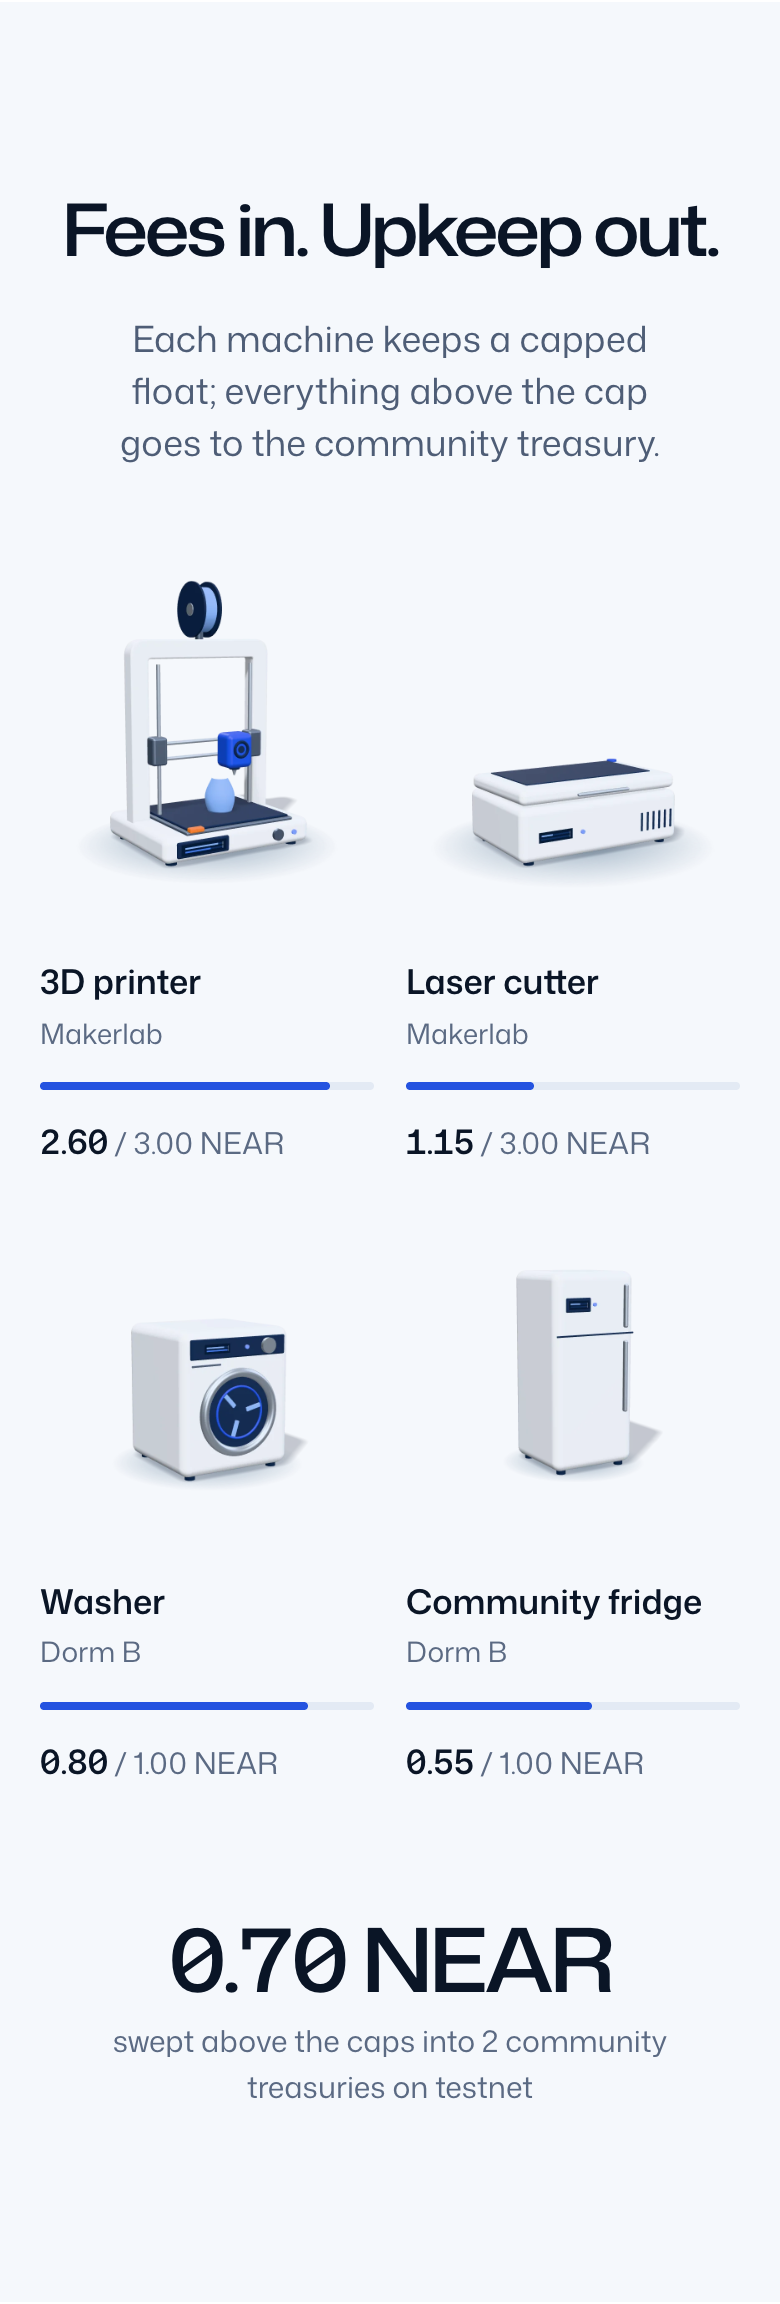 Fees in. Upkeep out.
Each machine keeps a capped
float; everything above the cap
goes to the community treasury.
3D printer
Makerlab
2.60 / 3.00 NEAR
Laser cutter
Makerlab
1.15 / 3.00 NEAR
Washer
Dorm B
0.80 / 1.00 NEAR
Community fridge
Dorm B
0.55 / 1.00 NEAR
0.70 NEAR
swept above the caps into 2 community
treasuries on testnet